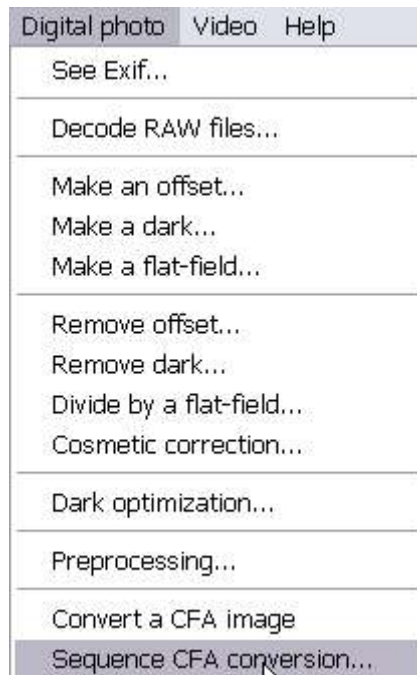 Digital photo Video Help
See Exif...
Decode RAW files...
Make an offset...
Make a dark...
Make a flat-field...
Remove offset...
Remove dark...
Divide by a flat-field...
Cosmetic correction...
Dark optimization...
Preprocessing...
Convert a CFA image
Sequence CFA conversion...